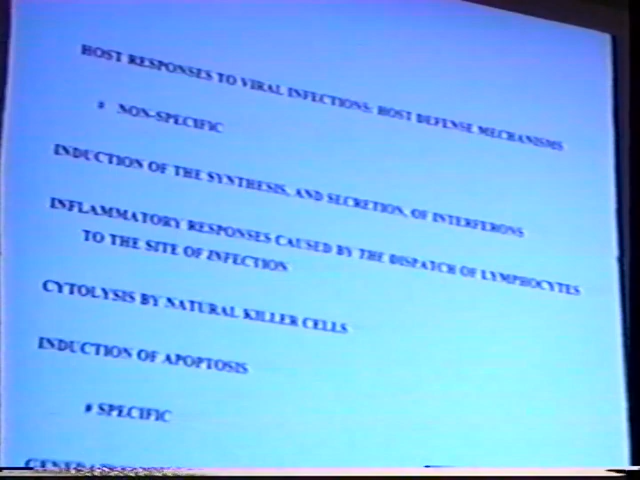 HOST RESPONSES TO VIRAL INFECTIONS: HOST DEFENSE MECHANISMS
# NON-SPECIFIC
INDUCTION OF THE SYNTHESIS, AND SECRETION, OF INTERFERONS
INFLAMMATORY RESPONSES CAUSED BY THE DISPATCH OF LYMPHOCYTES
TO THE SITE OF INFECTION
CYTOLYSIS BY NATURAL KILLER CELLS
INDUCTION OF APOPTOSIS
# SPECIFIC